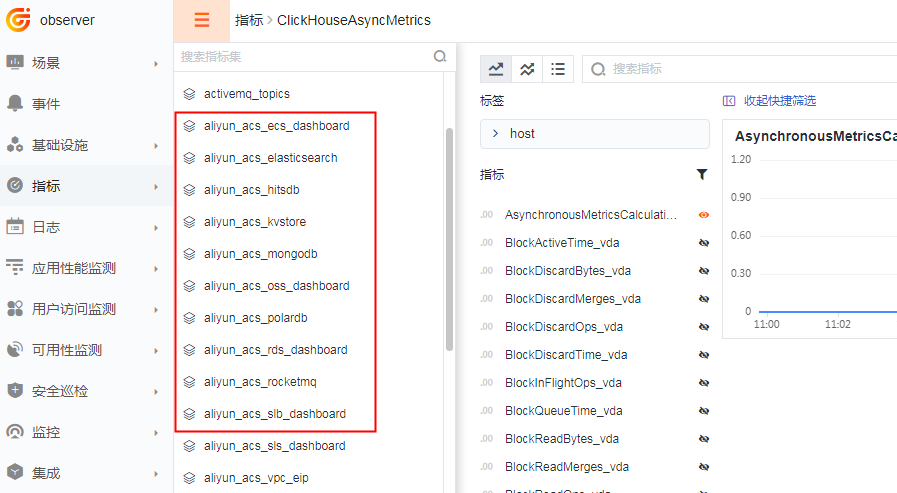 observer
场景
事件
基础设施
指标
日志
应用性能监测
用户访问监测
可用性监测
安全巡检
监控
集成
指标 > ClickHouseAsyncMetrics
搜索指标集
activemq_topics
aliyun_acs_ecs_dashboard
aliyun_acs_elasticsearch
aliyun_acs_hitsdb
aliyun_acs_kvstore
aliyun_acs_mongodb
aliyun_acs_oss_dashboard
aliyun_acs_polardb
aliyun_acs_rds_dashboard
aliyun_acs_rocketmq
aliyun_acs_slb_dashboard
aliyun_acs_sls_dashboard
aliyun_acs_vpc_eip
搜索指标
标签
host
指标
.00 AsynchronousMetricsCalculati...
.00 BlockActiveTime_vda
.00 BlockDiscardBytes_vda
.00 BlockDiscardMerges_vda
.00 BlockDiscardOps_vda
.00 BlockDiscardTime_vda
.00 BlockInFlightOps_vda
.00 BlockQueueTime_vda
.00 BlockReadBytes_vda
.00 BlockReadMerges_vda
.00 BlockReadOps_vda
收起快捷筛选
AsynchronousMetricsCa
1.20
0.90
0.60
0.30
0
11:00 11:02